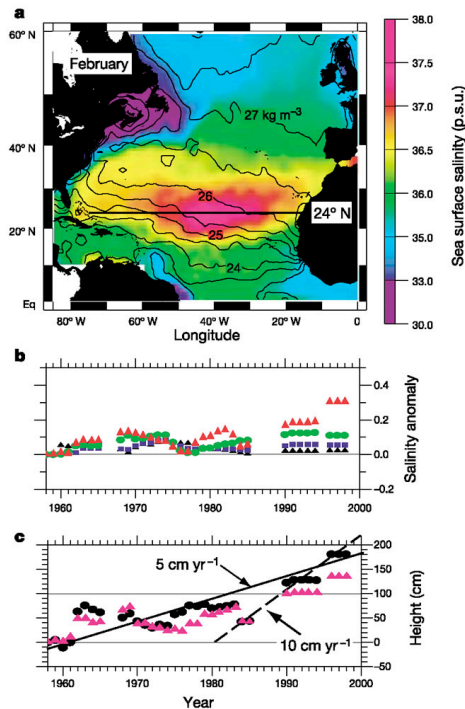 a
60° N
40° N
20° N
Eq
February
27 kg m⁻³
26
24° N
25
24
80° W
60° W
40° W
20° W
0
Longitude
38.0
37.0
36.5
36.0
35.5
35.0
33.0
30.0
Sea surface salinity (p.s.u.)
b
0.4
0.2
0.0
-0.2
Salinity anomaly
1960 1970 1980 1990 2000
c
5 cm yr⁻¹
10 cm yr⁻¹
200
150
100
50
0
50
Height (cm)
1960 1970 1980 1990 2000
Year